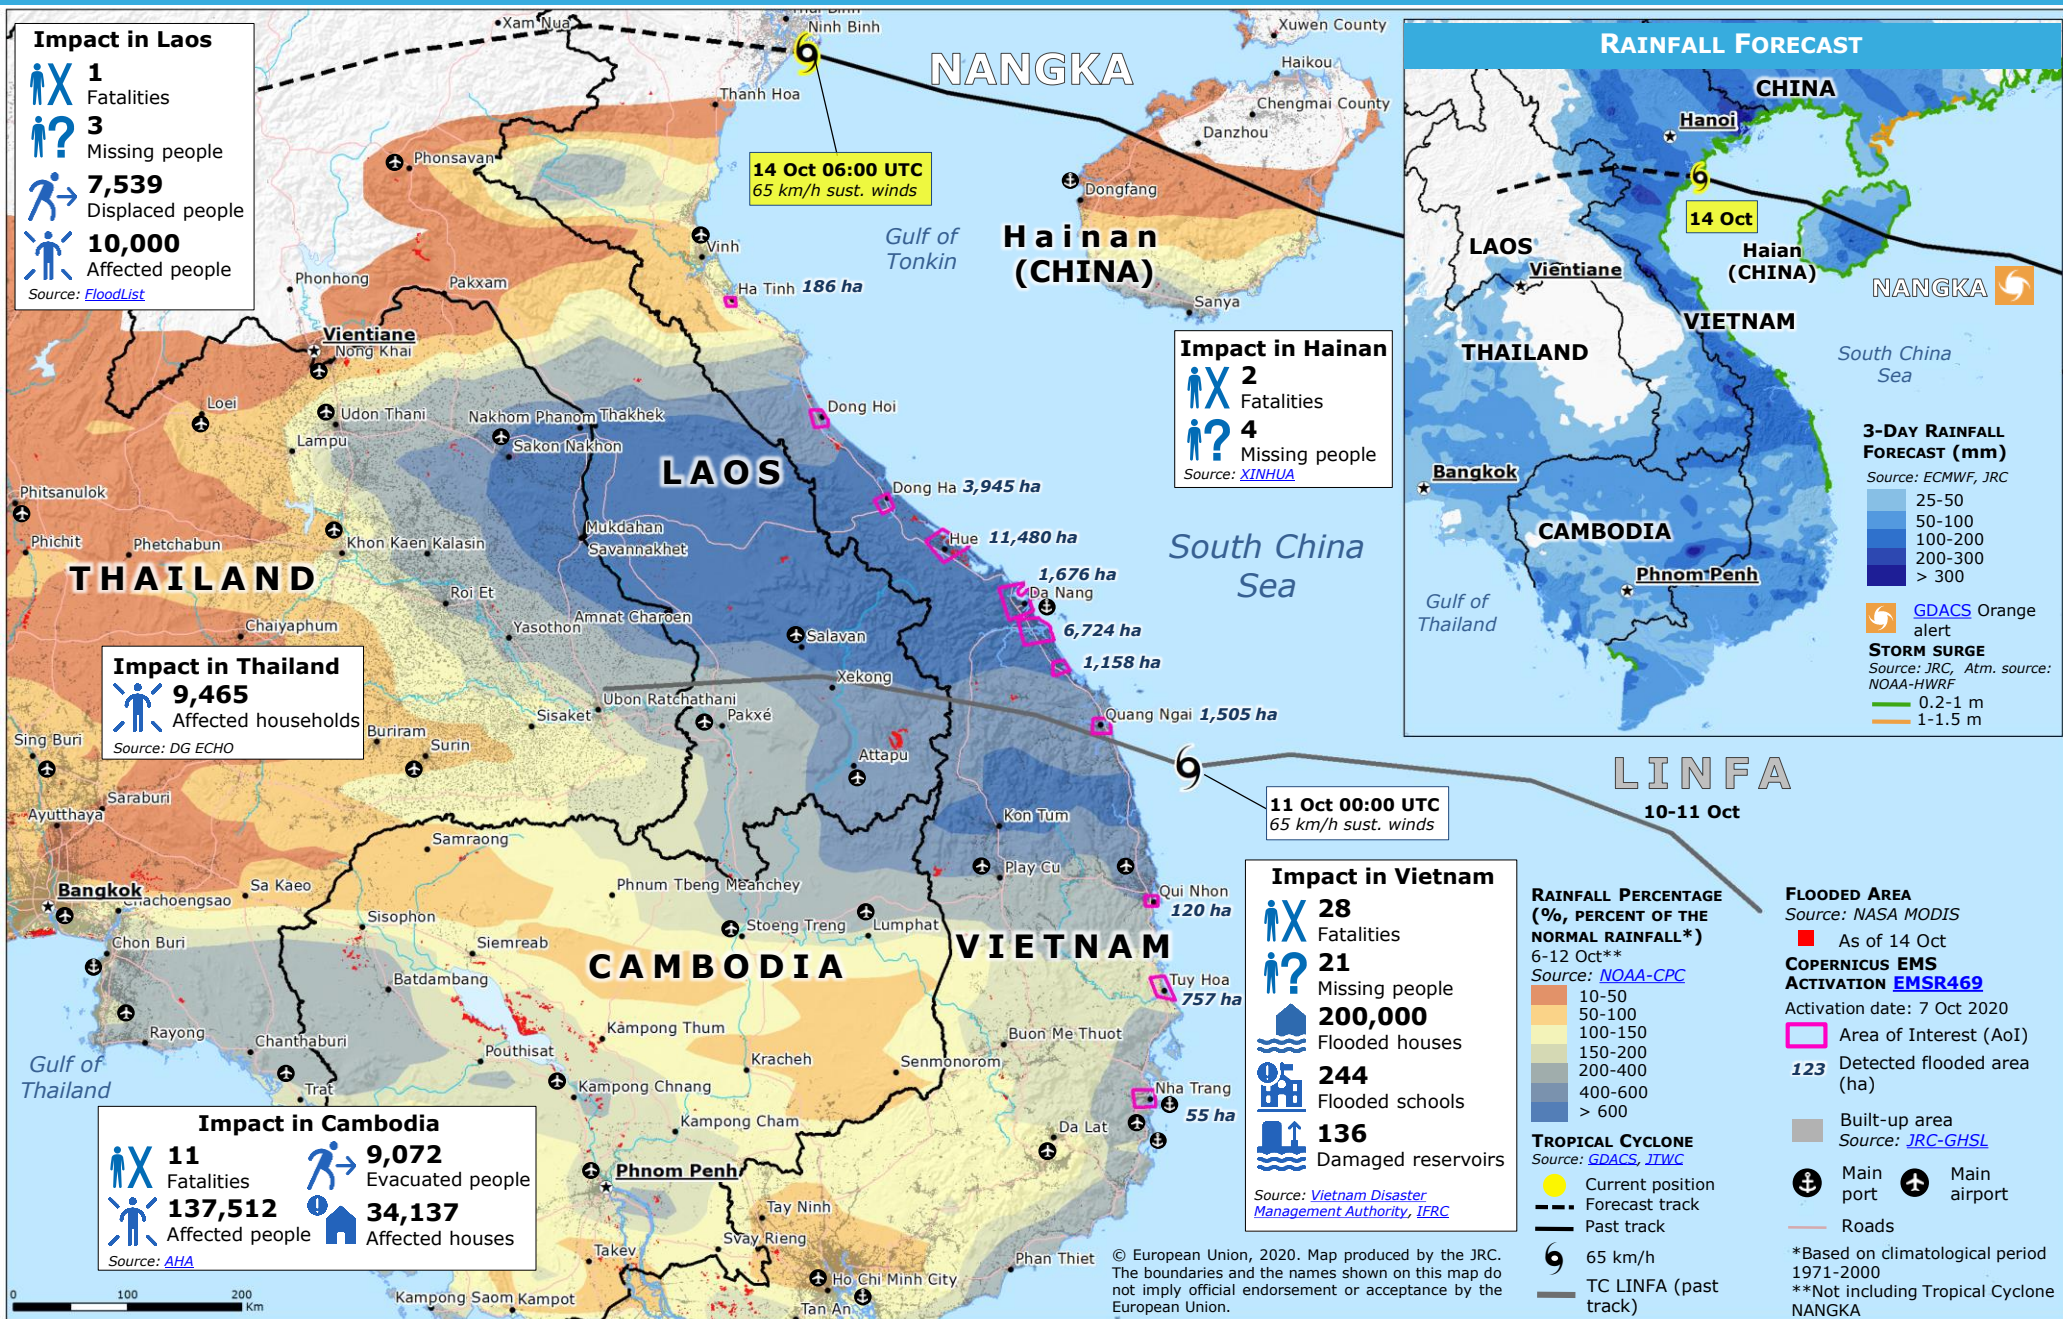 Impact in Laos
1
Fatalities
3
Missing people
7,539
Displaced people
10,000
Affected people
Source: FloodList
Xam Nua
Ninh Binh
NANGKA
Xuwen County
Haikou
Chengmai County
Danzhou
Dongfang
Thanh Hoa
14 Oct 06:00 UTC
65 km/h sust. winds
Phonsavan
Gulf of
Tonkin
Hainan
(CHINA)
Sanya
Vinh
Phonhong
Pakxam
Ha Tinh 186 ha
Vientiane
Nong Khai
Impact in Hainan
2
Fatalities
4
Missing people
Source: XINHUA
Loei
Udon Thani
Lampu
Nakhom Phanom
Thakhek
Sakon Nakhon
Dong Hoi
LAOS
Phitsanulok
Dong Ha 3,945 ha
Phichit
Phetchabun
Khon Kaen
Kalasin
Mukdahan
Savannakhet
Hue 11,480 ha
South China
Sea
THAILAND
Roi Et
1,676 ha
Da Nang
Chaiyaphum
Yasothon
Amnat Charoen
Salavan
6,724 ha
1,158 ha
Impact in Thailand
9,465
Affected households
Source: DG ECHO
Ubon Ratchathani
Xekong
Sisaket
Pakxé
Quang Ngai 1,505 ha
Sing Buri
Buriram
Surin
Attapu
LINFA
10-11 Oct
11 Oct 00:00 UTC
65 km/h sust. winds
Saraburi
Ayutthaya
Kon Tum
Samraong
Play Cu
Bangkok
Chachoengsao
Sa Kaeo
Phnum Tbeng Meanchey
Qui Nhon
120 ha
Sisophon
Stoeng Treng
Lumphat
Chon Buri
Siemreab
CAMBODIA
VIETNAM
Batdambang
Tuy Hoa
757 ha
Rayong
Chanthaburi
Kâmpong Thum
Buon Me Thuot
Gulf of
Thailand
Pouthisat
Kracheh
Senmonorom
Trat
Kampong Chnang
Nha Trang
55 ha
Kampong Cham
Da Lat
Impact in Cambodia
11
Fatalities
9,072
Evacuated people
137,512
Affected people
34,137
Affected houses
Source: AHA
Phnom Penh
Tay Ninh
Svay Rieng
Takev
Phan Thiet
Ho Chi Minh City
Kampong Saom
Kampot
Tan An
0 100 200
Km
Impact in Vietnam
28
Fatalities
21
Missing people
200,000
Flooded houses
244
Flooded schools
136
Damaged reservoirs
Source: Vietnam Disaster
Management Authority, IFRC
© European Union, 2020. Map produced by the JRC.
The boundaries and the names shown on this map do
not imply official endorsement or acceptance by the
European Union.
RAINFALL FORECAST
CHINA
Hanoi
14 Oct
LAOS
Vientiane
Haian
(CHINA)
NANGKA
VIETNAM
THAILAND
South China
Sea
Bangkok
CAMBODIA
Phnom Penh
Gulf of
Thailand
3-DAY RAINFALL
FORECAST (mm)
Source: ECMWF, JRC
25-50
50-100
100-200
200-300
> 300
GDACS Orange
alert
STORM SURGE
Source: JRC, Atm. source:
NOAA-HWRF
0.2-1 m
1-1.5 m
RAINFALL PERCENTAGE
(%, PERCENT OF THE
NORMAL RAINFALL*)
6-12 Oct**
Source: NOAA-CPC
10-50
50-100
100-150
150-200
200-400
400-600
> 600
TROPICAL CYCLONE
Source: GDACS, JTWC
Current position
Forecast track
Past track
65 km/h
TC LINFA (past
track)
FLOODED AREA
Source: NASA MODIS
As of 14 Oct
COPERNICUS EMS
ACTIVATION EMSR469
Activation date: 7 Oct 2020
Area of Interest (AoI)
123 Detected flooded area
(ha)
Built-up area
Source: JRC-GHSL
Main
port
Main
airport
Roads
*Based on climatological period
1971-2000
**Not including Tropical Cyclone
NANGKA